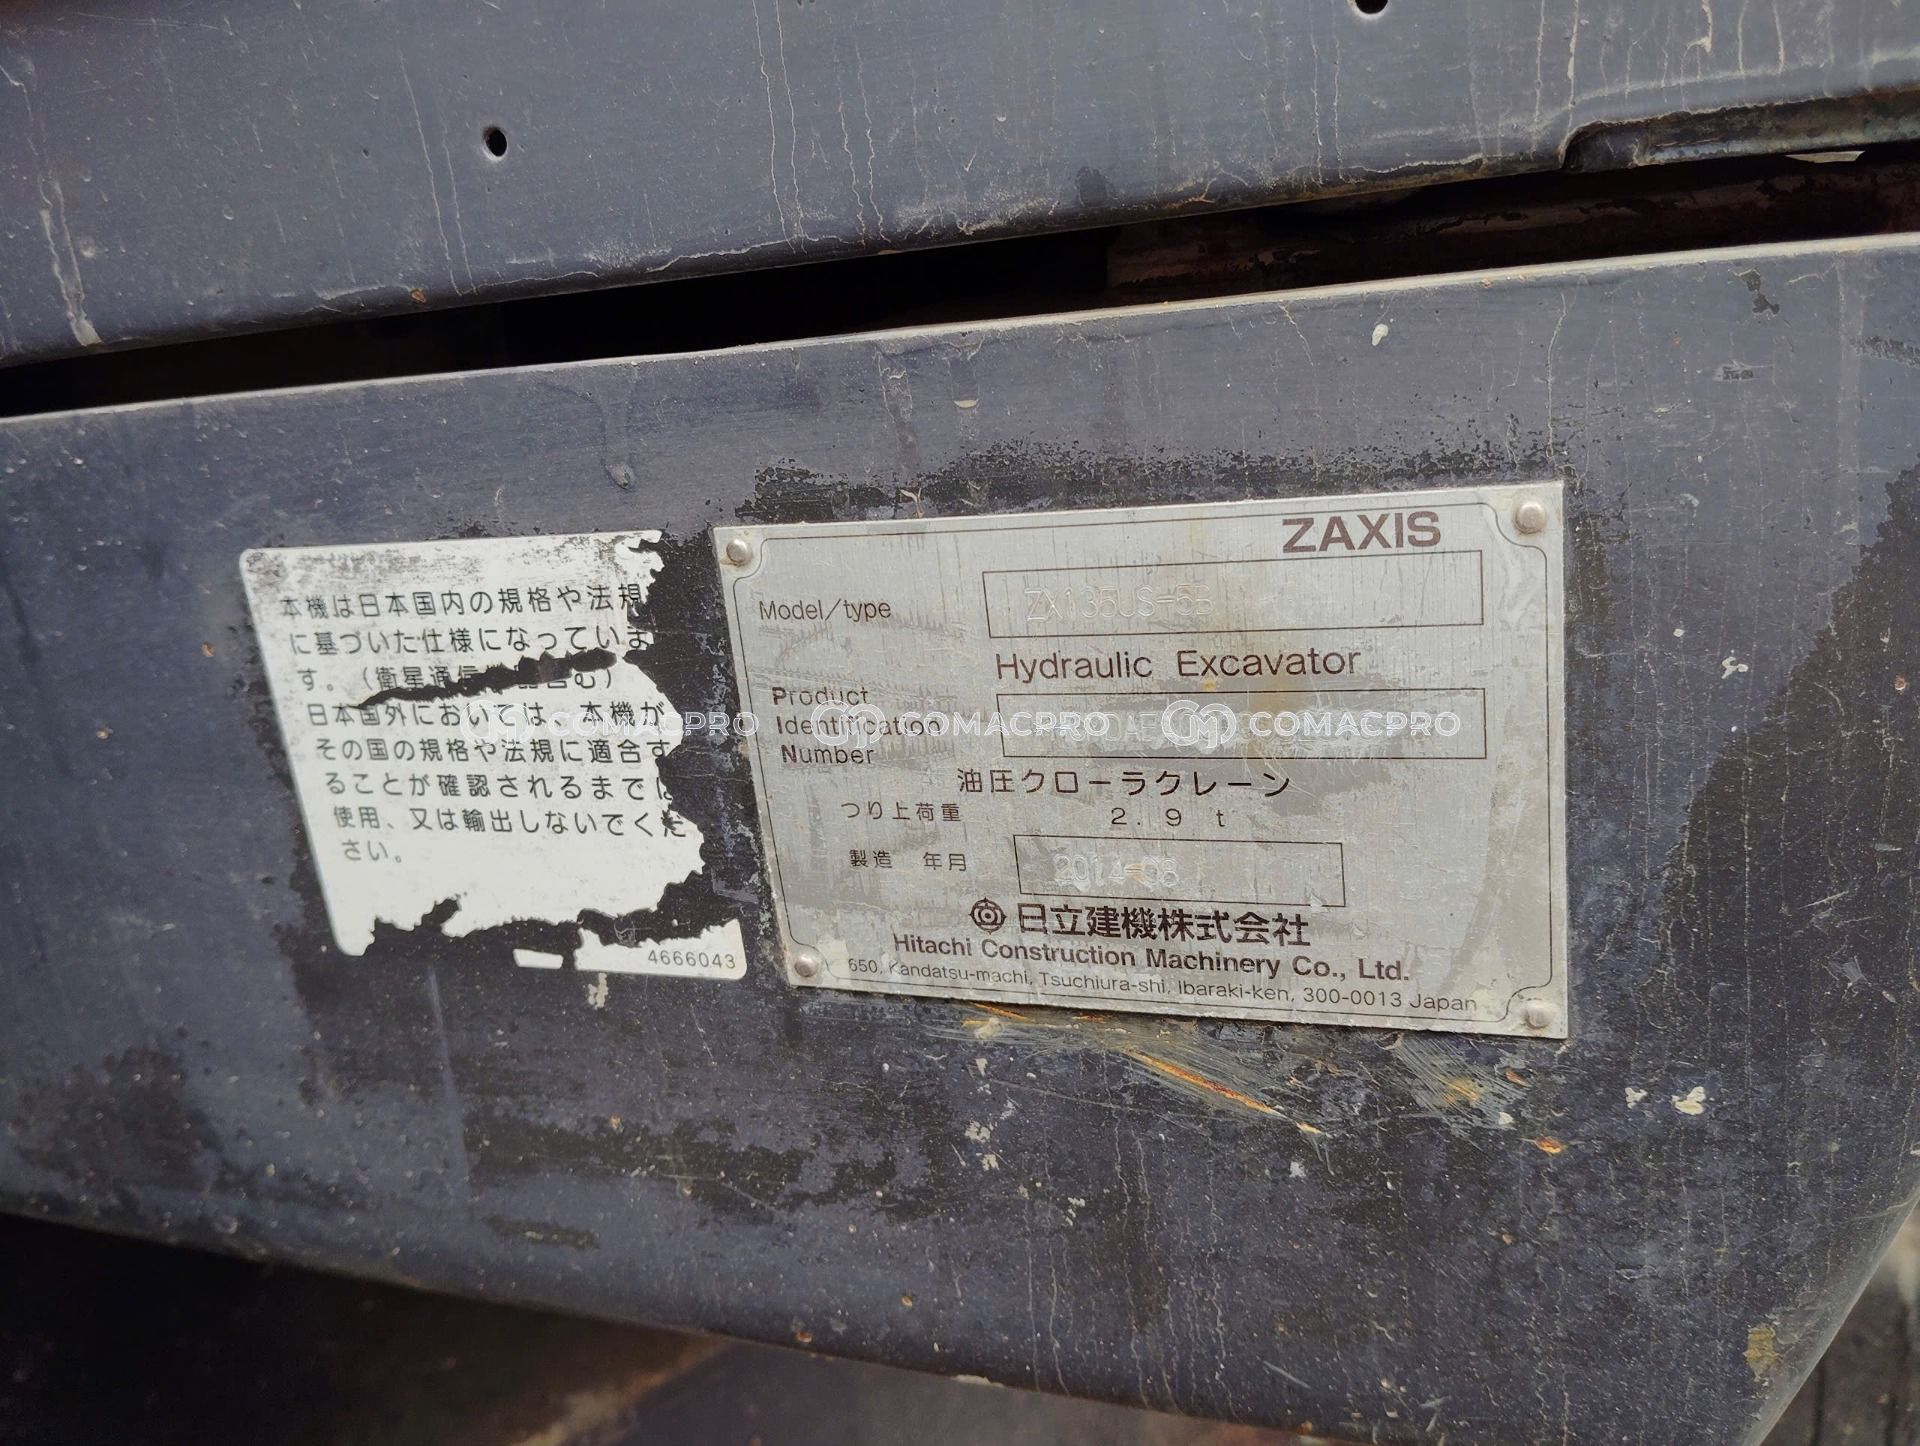 本機は日本国内の規格や法規
に基づいた仕様になっていま
す。(衛星通信 器含む)
日本国外においては、本機が
その国の規格や法規に適合す
ることが確認されるまでは
使用、又は輸出しないでくだ
さい。
4666043
ZAXIS
Model/type ZX135US-5B
Hydraulic Excavator
Product
Identification
Number
油圧クローラクレーン
つり上荷重 2.9 t
製造 年月 2014-08
日立建機株式会社
Hitachi Construction Machinery Co., Ltd.
650, Kandatsu-machi, Tsuchiura-shi, Ibaraki-ken, 300-0013 Japan
COMACPRO COMACPRO COMACPRO